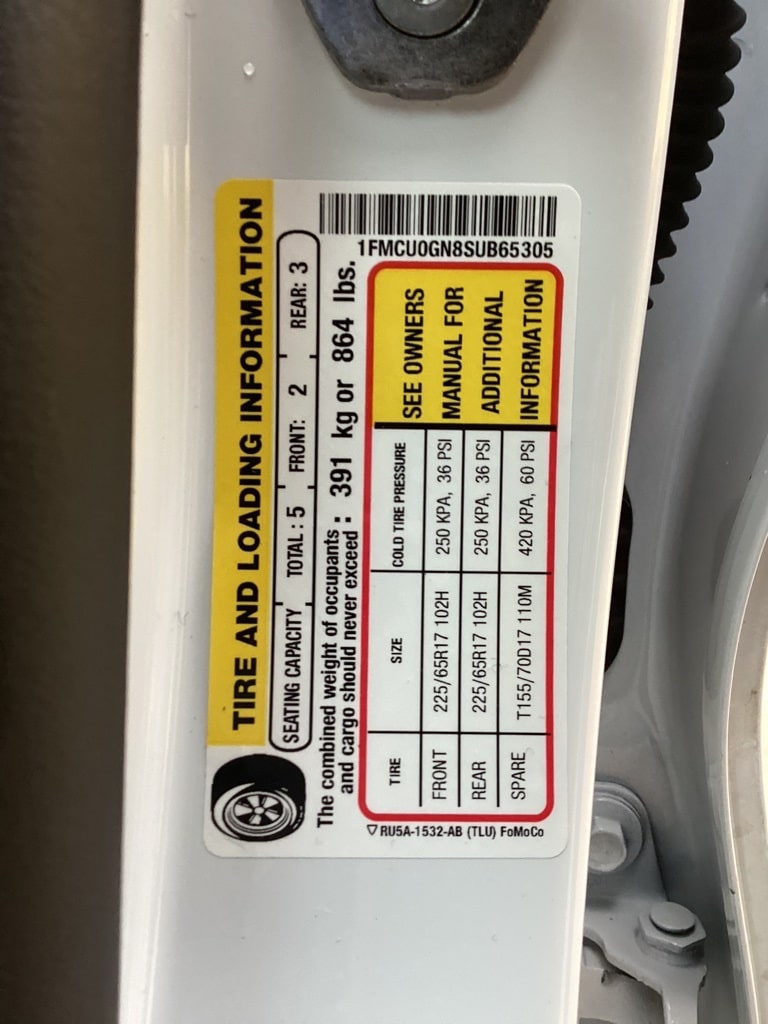 TIRE AND LOADING INFORMATION
SEATING CAPACITY TOTAL : 5 FRONT: 2 REAR: 3
The combined weight of occupants
and cargo should never exceed : 391 kg or 864 lbs.
TIRE SIZE COLD TIRE PRESSURE
FRONT 225/65R17 102H 250 KPA, 36 PSI
REAR 225/65R17 102H 250 KPA, 36 PSI
SPARE T155/70D17 110M 420 KPA, 60 PSI
SEE OWNERS
MANUAL FOR
ADDITIONAL
INFORMATION
RU5A-1532-AB (TLU) FoMoCo
1FMCU0GN8SUB65305